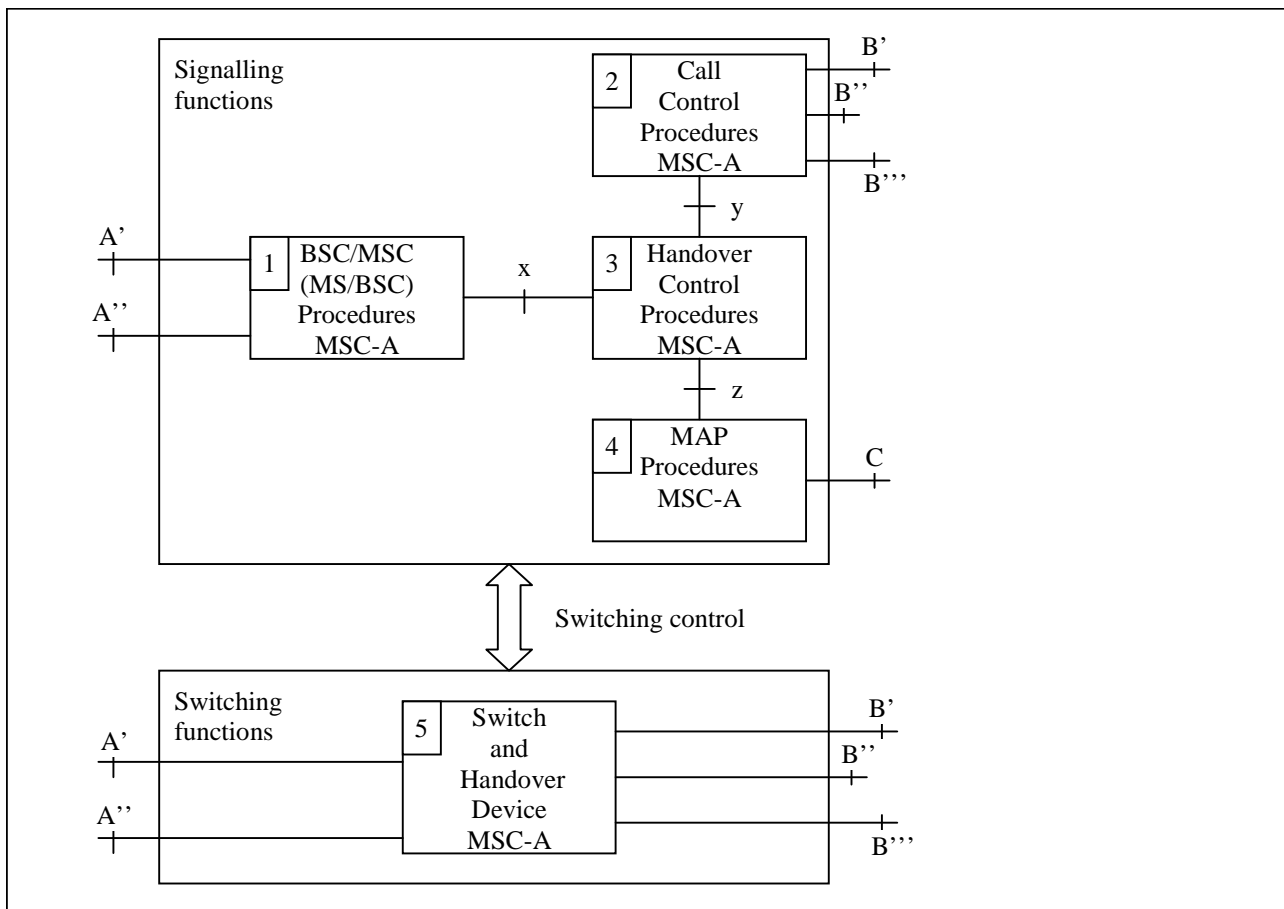 Signalling
functions
2
Call
Control
Procedures
MSC-A
B'
B’’
B’’’
y
A’
A’’
1
BSC/MSC
(MS/BSC)
Procedures
MSC-A
x
3
Handover
Control
Procedures
MSC-A
z
4
MAP
Procedures
MSC-A
C
Switching control
Switching
functions
5
Switch
and
Handover
Device
MSC-A
A’
A’’
B’
B’’
B’’’